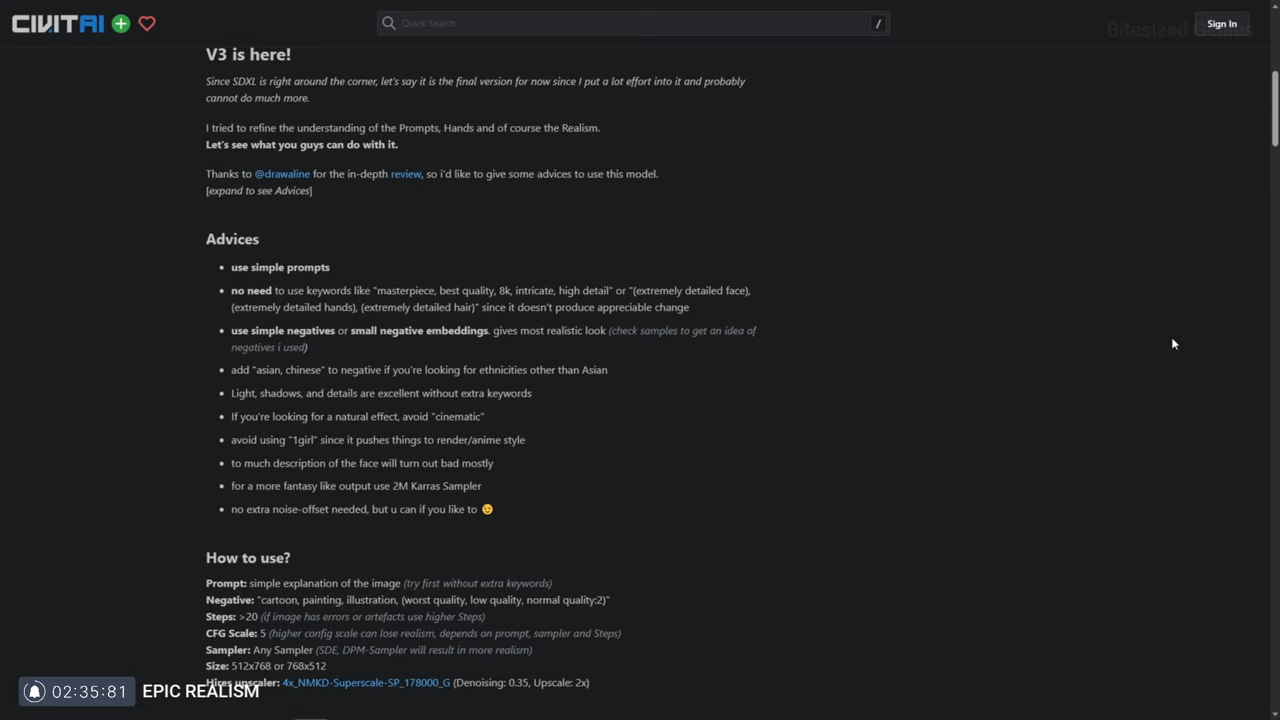 CIVITAI
Quick Search
/
Sign In
Bitesized Genius
V3 is here!
Since SDXL is right around the corner, let's say it is the final version for now since I put a lot effort into it and probably
cannot do much more.
I tried to refine the understanding of the Prompts, Hands and of course the Realism.
Let's see what you guys can do with it.
Thanks to @drawaline for the in-depth review, so i'd like to give some advices to use this model.
[expand to see Advices]
Advices
• use simple prompts
• no need to use keywords like "masterpiece, best quality, 8k, intricate, high detail" or "(extremely detailed face),
(extremely detailed hands), (extremely detailed hair)" since it doesn't produce appreciable change
• use simple negatives or small negative embeddings. gives most realistic look (check samples to get an idea of
negatives i used)
• add "asian, chinese" to negative if you're looking for ethnicities other than Asian
• Light, shadows, and details are excellent without extra keywords
• If you're looking for a natural effect, avoid "cinematic"
• avoid using "1girl" since it pushes things to render/anime style
• to much description of the face will turn out bad mostly
• for a more fantasy like output use 2M Karras Sampler
• no extra noise-offset needed, but u can if you like to 😉
How to use?
Prompt: simple explanation of the image (try first without extra keywords)
Negative: "cartoon, painting, illustration, (worst quality, low quality, normal quality:2)"
Steps: >20 (if image has errors or artefacts use higher Steps)
CFG Scale: 5 (higher config scale can lose realism, depends on prompt, sampler and Steps)
Sampler: Any Sampler (SDE, DPM-Sampler will result in more realism)
Size: 512x768 or 768x512
Hires upscaler: 4x_NMKD-Superscale-SP_178000_G (Denoising: 0.35, Upscale: 2x)
02:35:81 EPIC REALISM